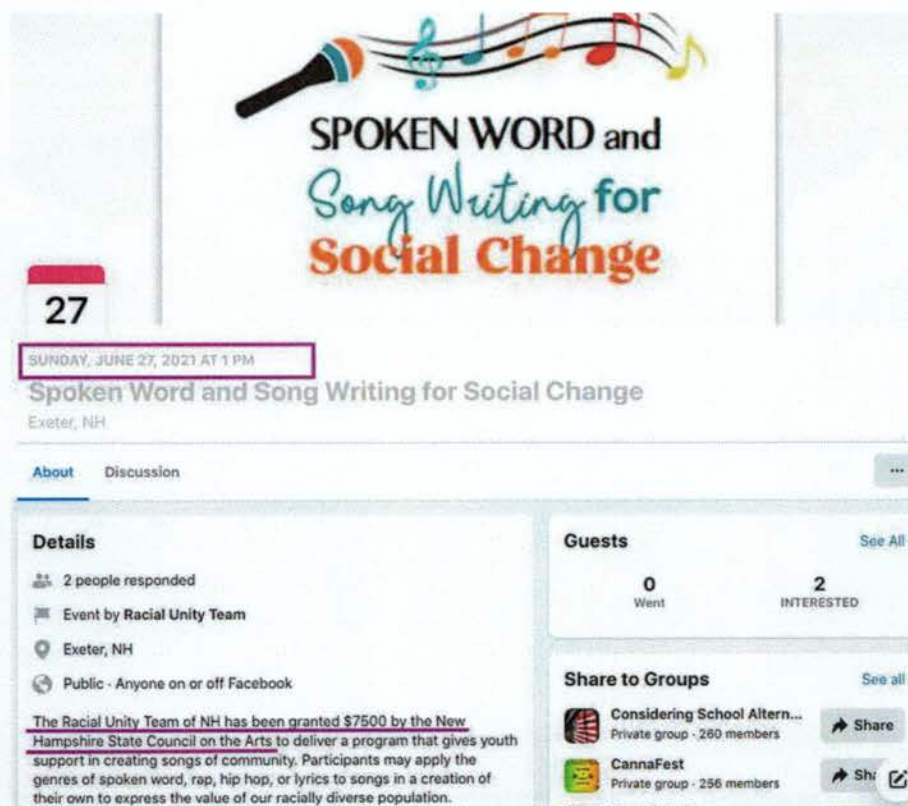 SPOKEN WORD and
Song Writing for
Social Change
27
SUNDAY, JUNE 27, 2021 AT 1 PM
Spoken Word and Song Writing for Social Change
Exeter, NH
About Discussion
...
Details
2 people responded
Event by Racial Unity Team
Exeter, NH
Public · Anyone on or off Facebook
The Racial Unity Team of NH has been granted $7500 by the New
Hampshire State Council on the Arts to deliver a program that gives youth
support in creating songs of community. Participants may apply the
genres of spoken word, rap, hip hop, or lyrics to songs in a creation of
their own to express the value of our racially diverse population.
Guests See All
0 2
Went INTERESTED
Share to Groups See all
Considering School Altern...
Private group · 260 members
Share
CannaFest
Private group · 256 members
Sh